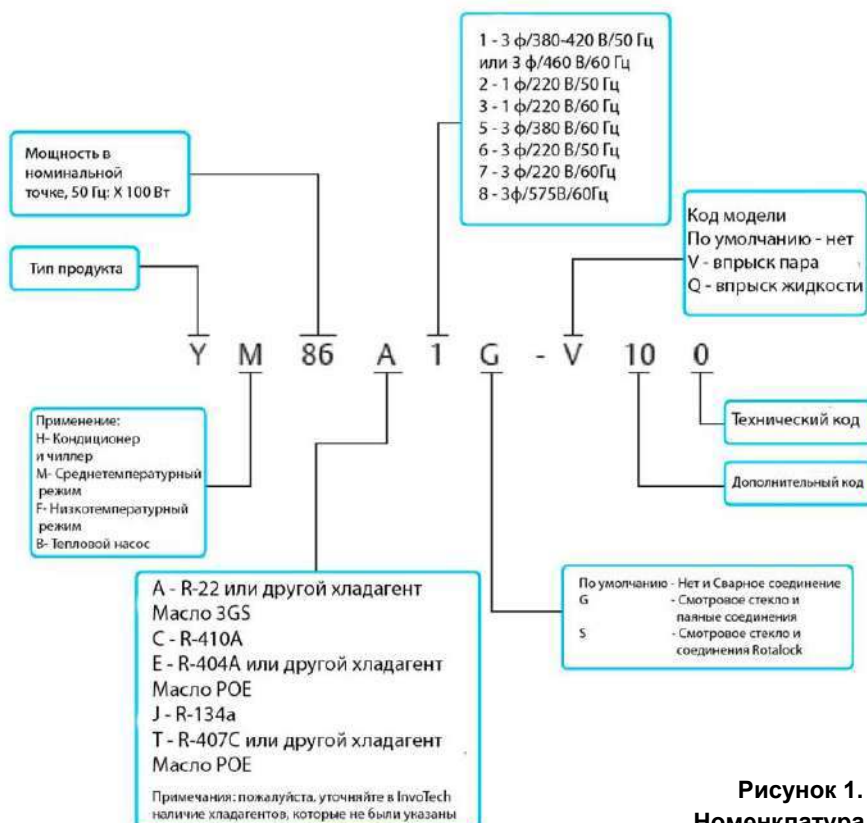 1 - 3 ф/380-420 В/50 Гц
или 3 ф/460 В/60 Гц
2 - 1 ф/220 В/50 Гц
3 - 1 ф/220 В/60 Гц
5 - 3 ф/380 В/60 Гц
6 - 3 ф/220 В/50 Гц
7 - 3 ф/220 В/60Гц
8 - 3ф/575В/60Гц
Мощность в
номинальной
точке, 50 Гц: X 100 Вт
Тип продукта
Код модели
По умолчанию - нет
V - впрыск пара
Q - впрыск жидкости
Y M 86 A 1 G - V 10 0
Применение:
H- Кондиционер
и чиллер
M- Среднетемпературный
режим
F- Низкотемпературный
режим
B- Тепловой насос
Технический код
Дополнительный код
A - R-22 или другой хладагент
Масло 3GS
C - R-410A
E - R-404A или другой хладагент
Масло POE
J - R-134a
T - R-407C или другой хладагент
Масло POE
Примечания: пожалуйста, уточняйте в InvoTech
наличие хладагентов, которые не были указаны
По умолчанию - Нет и Сварное соединение
G - Смотровое стекло и
паяные соединения
S - Смотровое стекло и
соединения Rotalock
Рисунок 1.
Номенклатура